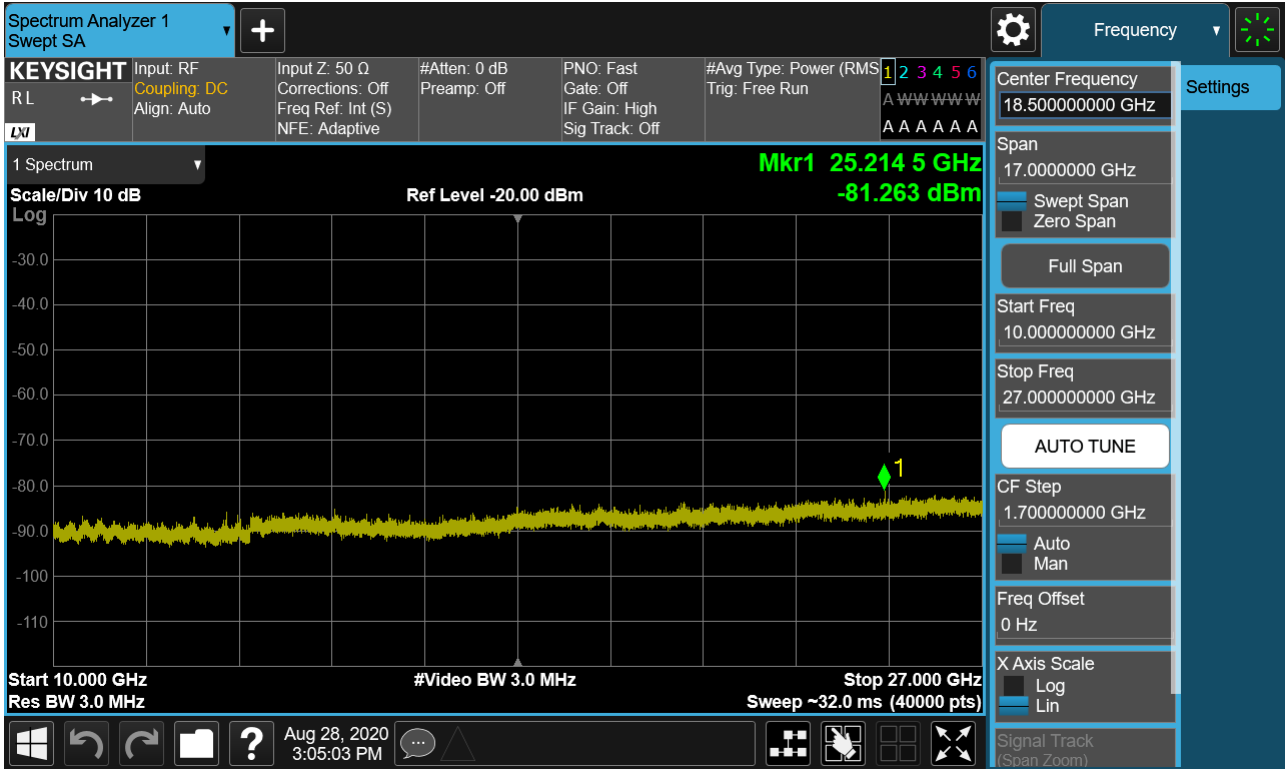 Spectrum Analyzer 1
Swept SA
+
Frequency
KEYSIGHT
R L
LXI
Input: RF
Coupling: DC
Align: Auto
Input Z: 50 Ω
Corrections: Off
Freq Ref: Int (S)
NFE: Adaptive
#Atten: 0 dB
Preamp: Off
PNO: Fast
Gate: Off
IF Gain: High
Sig Track: Off
#Avg Type: Power (RMS
Trig: Free Run
1 2 3 4 5 6
A W W W W W
A A A A A A
1 Spectrum
Scale/Div 10 dB
Log
Ref Level -20.00 dBm
Mkr1 25.214 5 GHz
-81.263 dBm
-30.0
-40.0
-50.0
-60.0
-70.0
-80.0
-90.0
-100
-110
1
Start 10.000 GHz
Res BW 3.0 MHz
#Video BW 3.0 MHz
Stop 27.000 GHz
Sweep ~32.0 ms (40000 pts)
Center Frequency
18.500000000 GHz
Span
17.0000000 GHz
Swept Span
Zero Span
Full Span
Start Freq
10.000000000 GHz
Stop Freq
27.000000000 GHz
AUTO TUNE
CF Step
1.700000000 GHz
Auto
Man
Freq Offset
0 Hz
X Axis Scale
Log
Lin
Signal Track
(Span Zoom)
Settings
?
Aug 28, 2020
3:05:03 PM